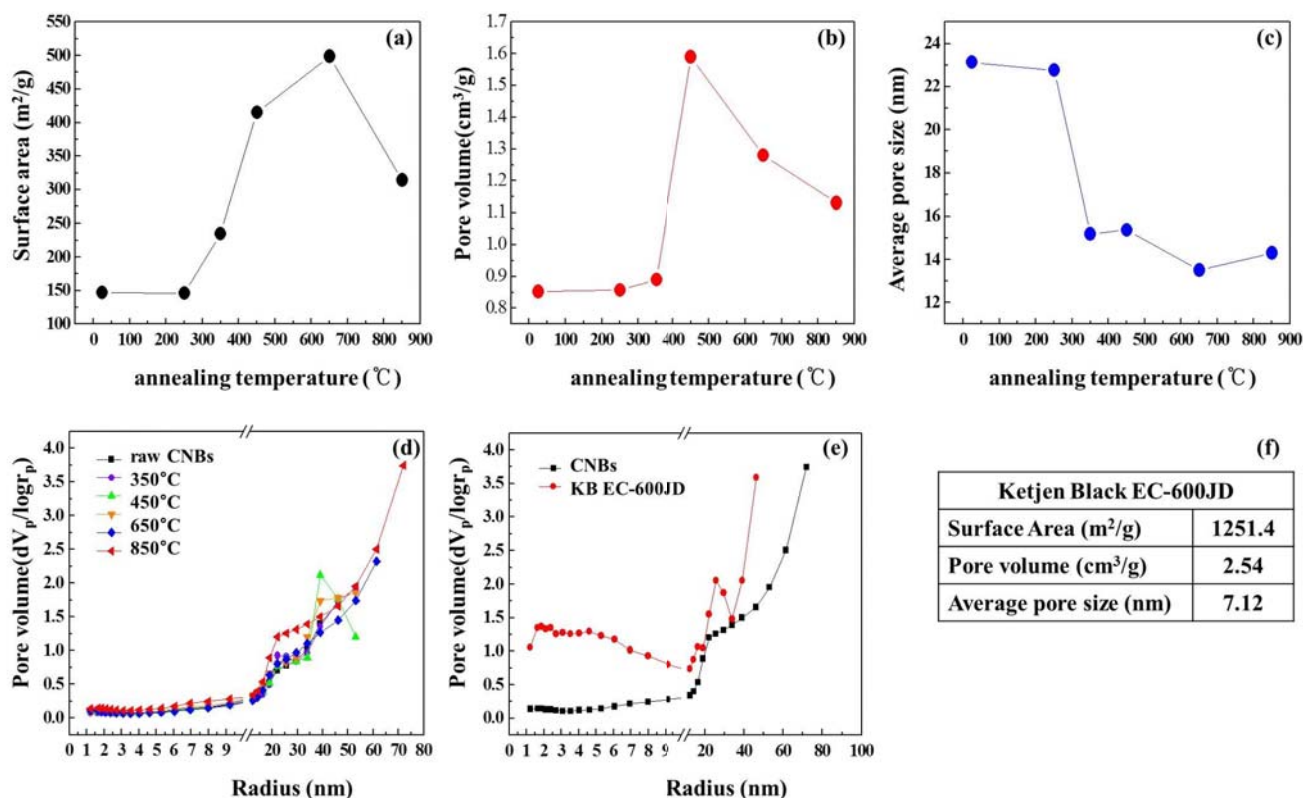 (a)
Surface area (m²/g)
550
500
450
400
350
300
250
200
150
100
0 100 200 300 400 500 600 700 800 900
annealing temperature (℃)
(b)
Pore volume(cm³/g)
1.7
1.6
1.5
1.4
1.3
1.2
1.1
1.0
0.9
0.8
0 100 200 300 400 500 600 700 800 900
annealing temperature (℃)
(c)
Average pore size (nm)
24
22
20
18
16
14
12
0 100 200 300 400 500 600 700 800 900
annealing temperature (℃)
(d)
Pore volume(dVp/logrp)
4.0
3.5
3.0
2.5
2.0
1.5
1.0
0.5
0.0
raw CNBs
350°C
450°C
650°C
850°C
0 1 2 3 4 5 6 7 8 9 20 30 40 50 60 70 80
Radius (nm)
(e)
Pore volume(dVp/logrp)
4.0
3.5
3.0
2.5
2.0
1.5
1.0
0.5
0.0
CNBs
KB EC-600JD
0 1 2 3 4 5 6 7 8 9 20 40 60 80 100
Radius (nm)
(f)
Ketjen Black EC-600JD
Surface Area (m²/g) 1251.4
Pore volume (cm³/g) 2.54
Average pore size (nm) 7.12